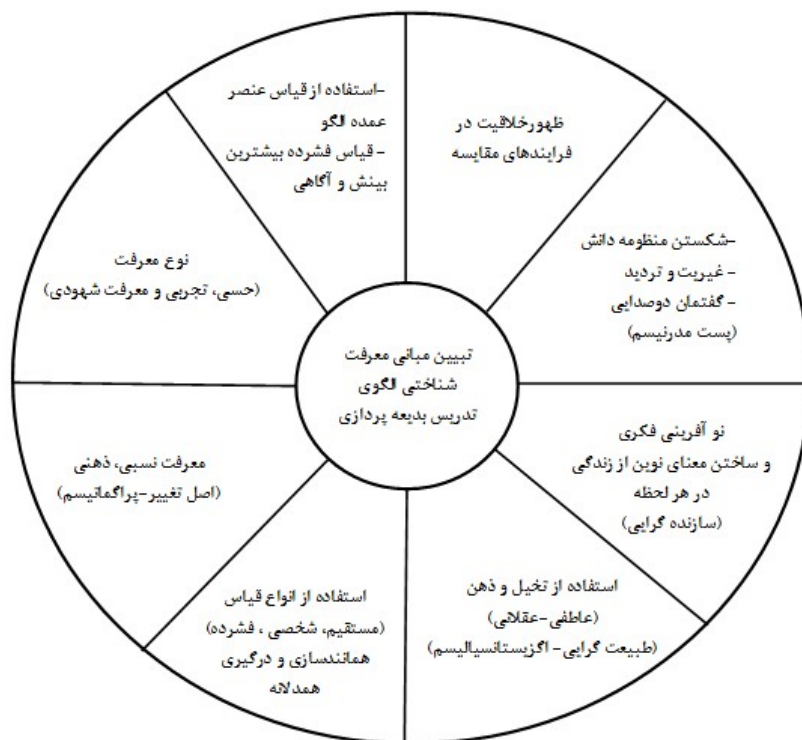 ظهورخلاقیت در
فرایندهای مقایسه
-شکستن منظومه دانش
- غیریت و تردید
- گفتمان دوصدایی
(پست مدرنیسم)
نو آفرینی فکری
و ساختن معنای نوین از زندگی
در هر لحظه
(سازنده گرایی)
استفاده از تخیل و ذهن
(عاطفی-عقلانی)
(طبیعت گرایی- اگزیستانسیالیسم)
استفاده از انواع قیاس
(مستقیم، شخصی ، فشرده)
همانندسازی و درگیری
همدلانه
معرفت نسبی، ذهنی
(اصل تغییر-پراگماتیسم)
نوع معرفت
(حسی، تجربی و معرفت شهودی)
-استفاده از قیاس عنصر
عمده الگو
- قیاس فشرده بیشترین
بینش و آگاهی
تبیین مبانی معرفت
شناختی الگوی
تدریس بدیعه پردازی